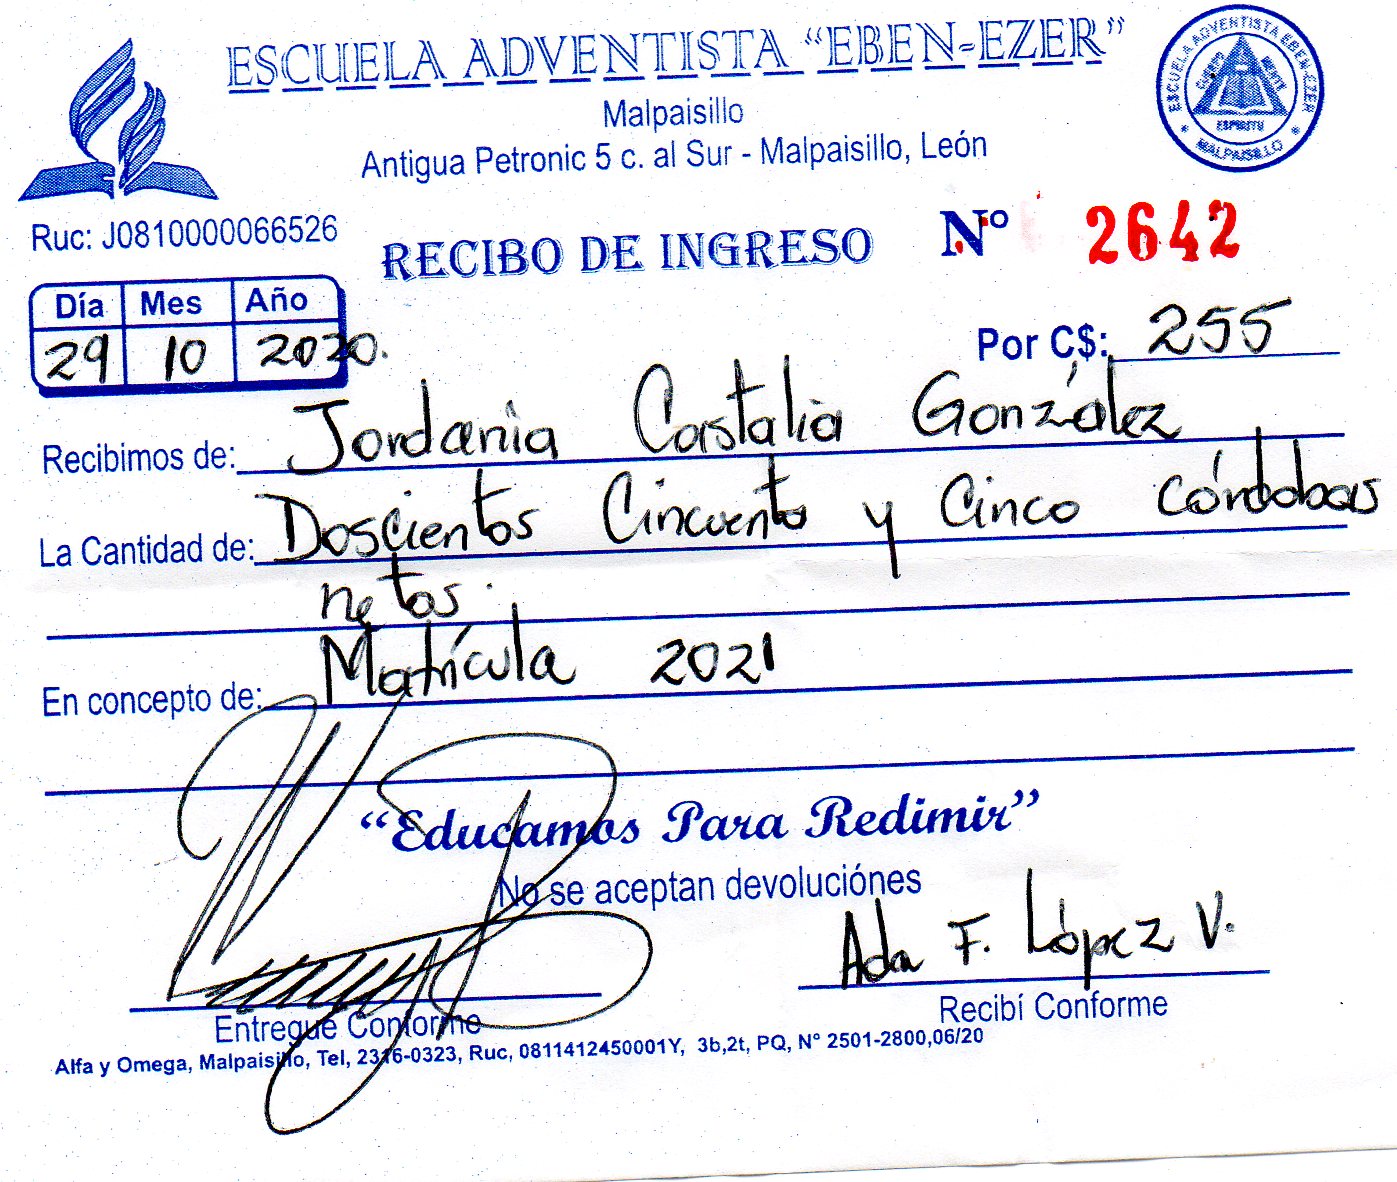 ESCUELA ADVENTISTA “EBEN-EZER”
Malpaisillo
Antigua Petronic 5 c. al Sur - Malpaisillo, León
ESCUELA ADVENTISTA EBEN-EZER
CUERPO MENTE
ESPIRITU
* MALPAISILLO *
Ruc: J0810000066526
RECIBO DE INGRESO
Nº 2642
Día Mes Año
29 10 2020.
Por C$: 255
Recibimos de: Jordania Castalia González
La Cantidad de: Doscientos Cincuenta y Cinco córdobas
netos.
En concepto de: Matrícula 2021
“Educamos Para Redimir”
No se aceptan devoluciónes
Ada F. López V.
Entregue Conforme
Recibí Conforme
Alfa y Omega, Malpaisillo, Tel, 2316-0323, Ruc, 0811412450001Y, 3b,2t, PQ, Nº 2501-2800,06/20